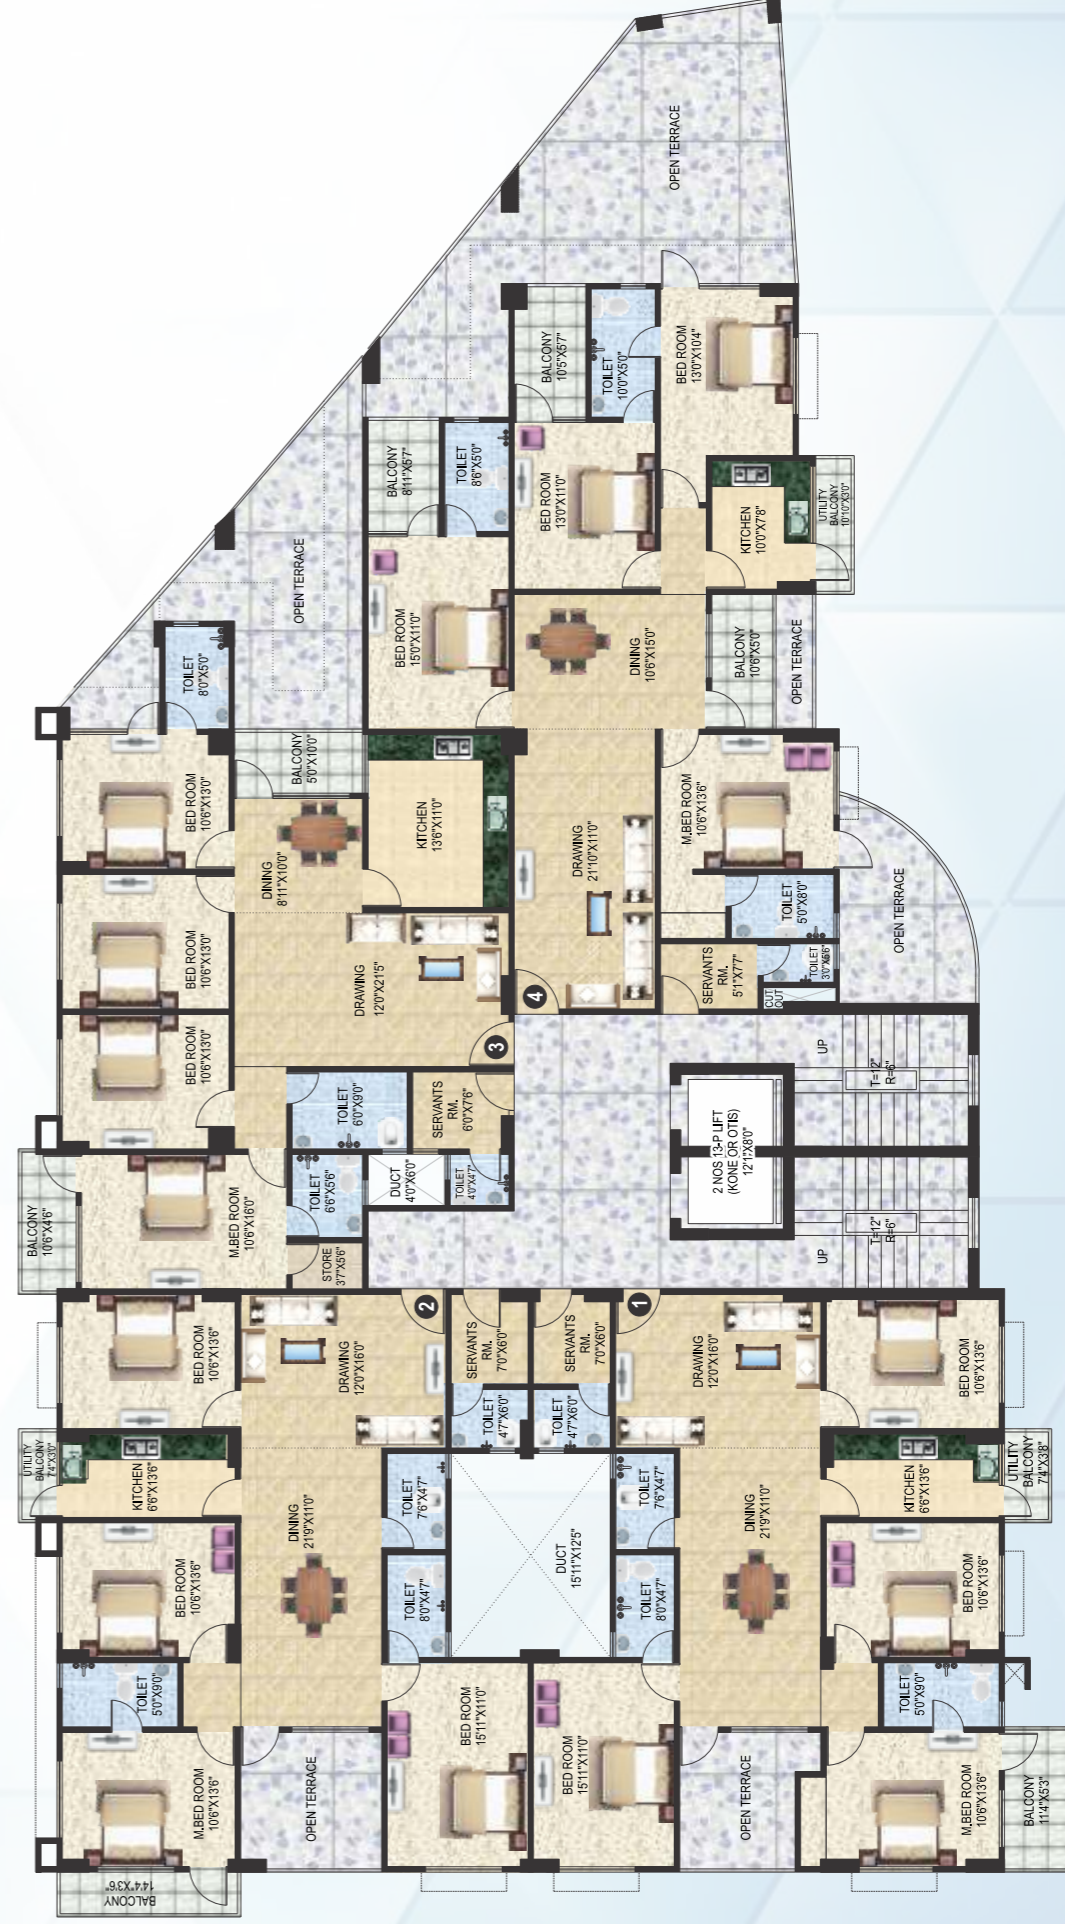 OPEN TERRACE
BALCONY
10'5"X5'7"
TOILET
10'0"X5'0"
BED ROOM
13'0"X10'4"
BALCONY
8'11"X5'7"
TOILET
8'6"X5'0"
BED ROOM
13'0"X11'0"
KITCHEN
10'0"X7'8"
UTILITY
BALCONY
10'10"X3'0"
OPEN TERRACE
TOILET
8'0"X5'0"
BED ROOM
15'0"X11'0"
DINING
10'6"X15'0"
BALCONY
10'6"X5'0"
OPEN TERRACE
BED ROOM
10'6"X13'0"
BALCONY
5'0"X10'0"
KITCHEN
13'6"X11'0"
DINING
8'11"X10'0"
DRAWING
21'10"X11'0"
M.BED ROOM
10'6"X13'6"
TOILET
5'0"X8'0"
OPEN TERRACE
BED ROOM
10'6"X13'0"
DRAWING
12'0"X21'5"
SERVANTS
RM.
5'1"X7'7"
TOILET
3'0"X6'6"
CUT
OUT
4
3
BED ROOM
10'6"X13'0"
TOILET
6'0"X9'0"
SERVANTS
RM.
6'0"X7'6"
2 NOS 13-P LIFT
(KONE OR OTIS)
12'1"X8'0"
UP
T=12"
R=6"
BALCONY
10'6"X4'6"
M.BED ROOM
10'6"X16'0"
TOILET
6'6"X5'6"
DUCT
4'0"X6'0"
TOILET
4'0"X4'7"
STORE
3'7"X5'6"
UP
T=12"
R=6"
2
1
BED ROOM
10'6"X13'6"
DRAWING
12'0"X16'0"
SERVANTS
RM.
7'0"X6'0"
SERVANTS
RM.
7'0"X6'0"
DRAWING
12'0"X16'0"
BED ROOM
10'6"X13'6"
TOILET
4'7"X6'0"
TOILET
4'7"X6'0"
UTILITY
BALCONY
7'4"X3'0"
KITCHEN
6'6"X13'6"
DINING
21'9"X11'0"
TOILET
7'6"X4'7"
DUCT
15'11"X12'5"
TOILET
7'6"X4'7"
DINING
21'9"X11'0"
KITCHEN
6'6"X13'6"
UTILITY
BALCONY
7'4"X3'8"
BED ROOM
10'6"X13'6"
TOILET
8'0"X4'7"
TOILET
8'0"X4'7"
BED ROOM
10'6"X13'6"
TOILET
5'0"X9'0"
TOILET
5'0"X9'0"
M.BED ROOM
10'6"X13'6"
OPEN TERRACE
BED ROOM
15'11"X11'0"
BED ROOM
15'11"X11'0"
OPEN TERRACE
M.BED ROOM
10'6"X13'6"
BALCONY
11'4"X5'3"
BALCONY
14'4"X3'6"